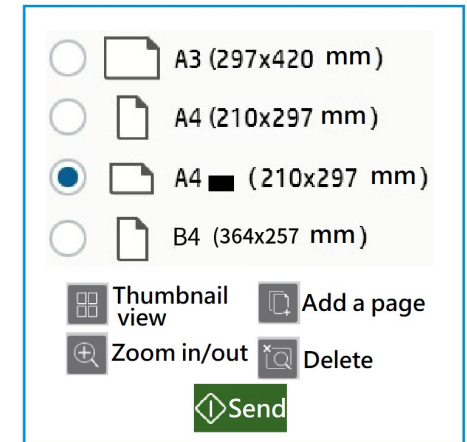 A3 (297x420 mm)
A4 (210x297 mm)
A4 (210x297 mm)
B4 (364x257 mm)
Thumbnail view
Add a page
Zoom in/out
Delete
Send